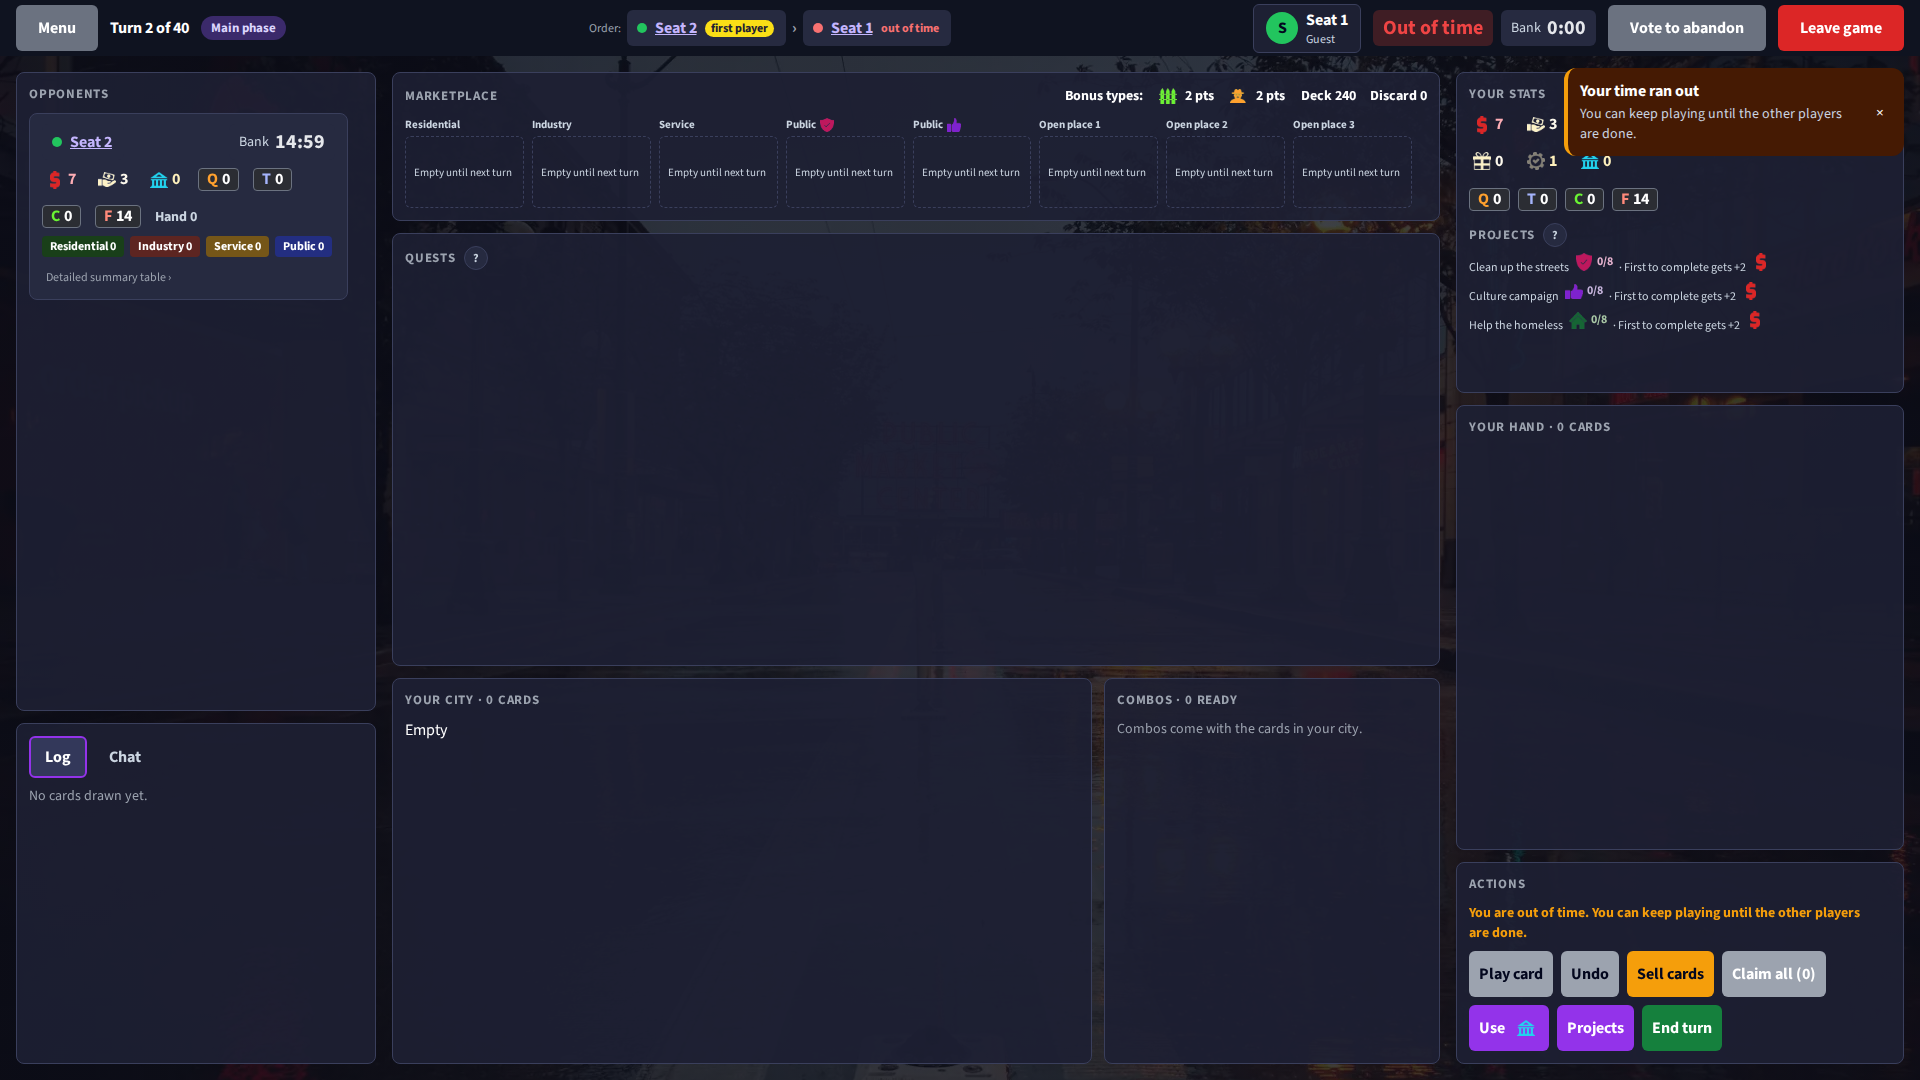 Menu
Turn 2 of 40
Main phase
Order:
Seat 2 first player
›
Seat 1 out of time
S
Seat 1
Guest
Out of time
Bank 0:00
Vote to abandon
Leave game
OPPONENTS
Seat 2
Bank 14:59
7
3
0
Q 0
T 0
C 0
F 14
Hand 0
Residential 0
Industry 0
Service 0
Public 0
Detailed summary table ›
Log
Chat
No cards drawn yet.
MARKETPLACE
Bonus types:
2 pts
2 pts
Deck 240
Discard 0
Residential
Industry
Service
Public
Public
Open place 1
Open place 2
Open place 3
Empty until next turn
Empty until next turn
Empty until next turn
Empty until next turn
Empty until next turn
Empty until next turn
Empty until next turn
Empty until next turn
QUESTS ?
YOUR CITY · 0 CARDS
Empty
COMBOS · 0 READY
Combos come with the cards in your city.
YOUR STATS
7
3
Your time ran out
You can keep playing until the other players
are done.
×
0
1
0
Q 0
T 0
C 0
F 14
PROJECTS ?
Clean up the streets 0/8 · First to complete gets +2
Culture campaign 0/8 · First to complete gets +2
Help the homeless 0/8 · First to complete gets +2
YOUR HAND · 0 CARDS
ACTIONS
You are out of time. You can keep playing until the other players
are done.
Play card
Undo
Sell cards
Claim all (0)
Use
Projects
End turn